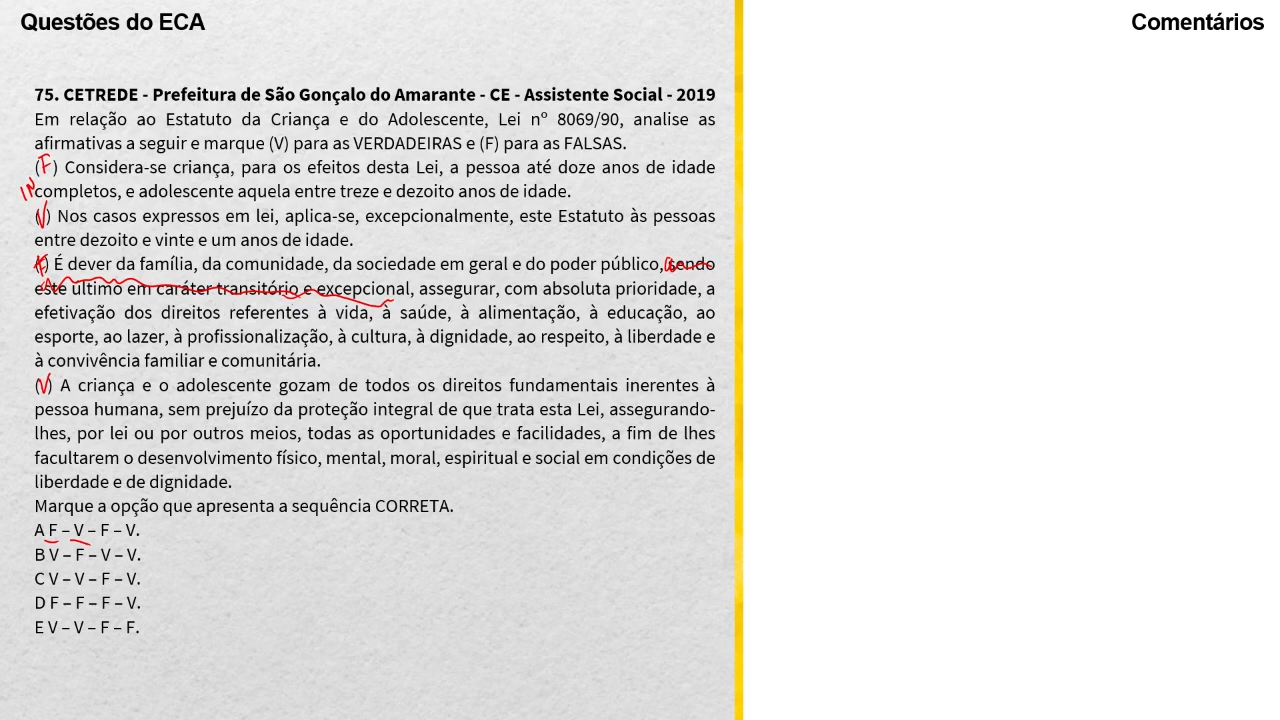 Questões do ECA
Comentários
75. CETREDE - Prefeitura de São Gonçalo do Amarante - CE - Assistente Social - 2019
Em relação ao Estatuto da Criança e do Adolescente, Lei nº 8069/90, analise as
afirmativas a seguir e marque (V) para as VERDADEIRAS e (F) para as FALSAS.
(F) Considera-se criança, para os efeitos desta Lei, a pessoa até doze anos de idade
IN completos, e adolescente aquela entre treze e dezoito anos de idade.
(V) Nos casos expressos em lei, aplica-se, excepcionalmente, este Estatuto às pessoas
entre dezoito e vinte e um anos de idade.
(F) É dever da família, da comunidade, da sociedade em geral e do poder público, sendo
este último em caráter transitório e excepcional, assegurar, com absoluta prioridade, a
efetivação dos direitos referentes à vida, à saúde, à alimentação, à educação, ao
esporte, ao lazer, à profissionalização, à cultura, à dignidade, ao respeito, à liberdade e
à convivência familiar e comunitária.
(V) A criança e o adolescente gozam de todos os direitos fundamentais inerentes à
pessoa humana, sem prejuízo da proteção integral de que trata esta Lei, assegurando-
lhes, por lei ou por outros meios, todas as oportunidades e facilidades, a fim de lhes
facultarem o desenvolvimento físico, mental, moral, espiritual e social em condições de
liberdade e de dignidade.
Marque a opção que apresenta a sequência CORRETA.
A F – V – F – V.
B V – F – V – V.
C V – V – F – V.
D F – F – F – V.
E V – V – F – F.